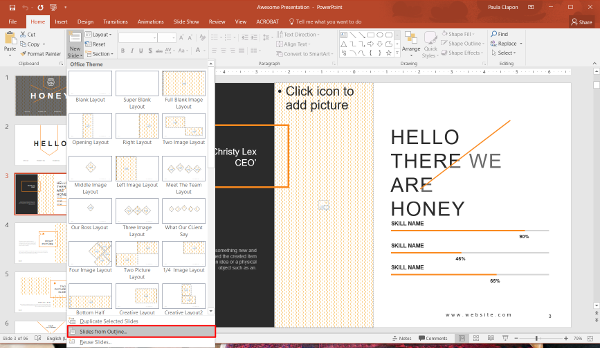 Awesome Presentation - PowerPoint
Paula Clapon
File Home Insert Design Transitions Animations Slide Show Review View ACROBAT Tell me what you want to do
Share
Cut
Copy
Format Painter
Clipboard
New
Slide
Layout
Reset
Section
Text Direction
Align Text
Convert to SmartArt
Paragraph
Arrange
Quick
Styles
Drawing
Shape Fill
Shape Outline
Shape Effects
Find
Replace
Select
Editing
Office Theme
Blank Layout
Super Blank
Layout
Full Blank Image
Layout
Opening Layout
Right Layout
Two Image Layout
Middle Image
Layout
Left Image Layout
Meet The Team
Layout
Our Boss Layout
Three Image
Layout
What Our Client
Say
Four Image Layout
Two Picture
Layout
1/4 Image Layout
Bottom Half
Creative Layout
Creative Layout2
Duplicate Selected Slides
Slides from Outline...
Reuse Slides...
1
HONEY
2
HELLO
3
4
5
6
Christy Lex
CEO'
• Click icon to
add picture
HELLO
THERE WE
ARE
HONEY
SKILL NAME
90%
SKILL NAME
45%
SKILL NAME
65%
www.website.com
3
Notes
Comments